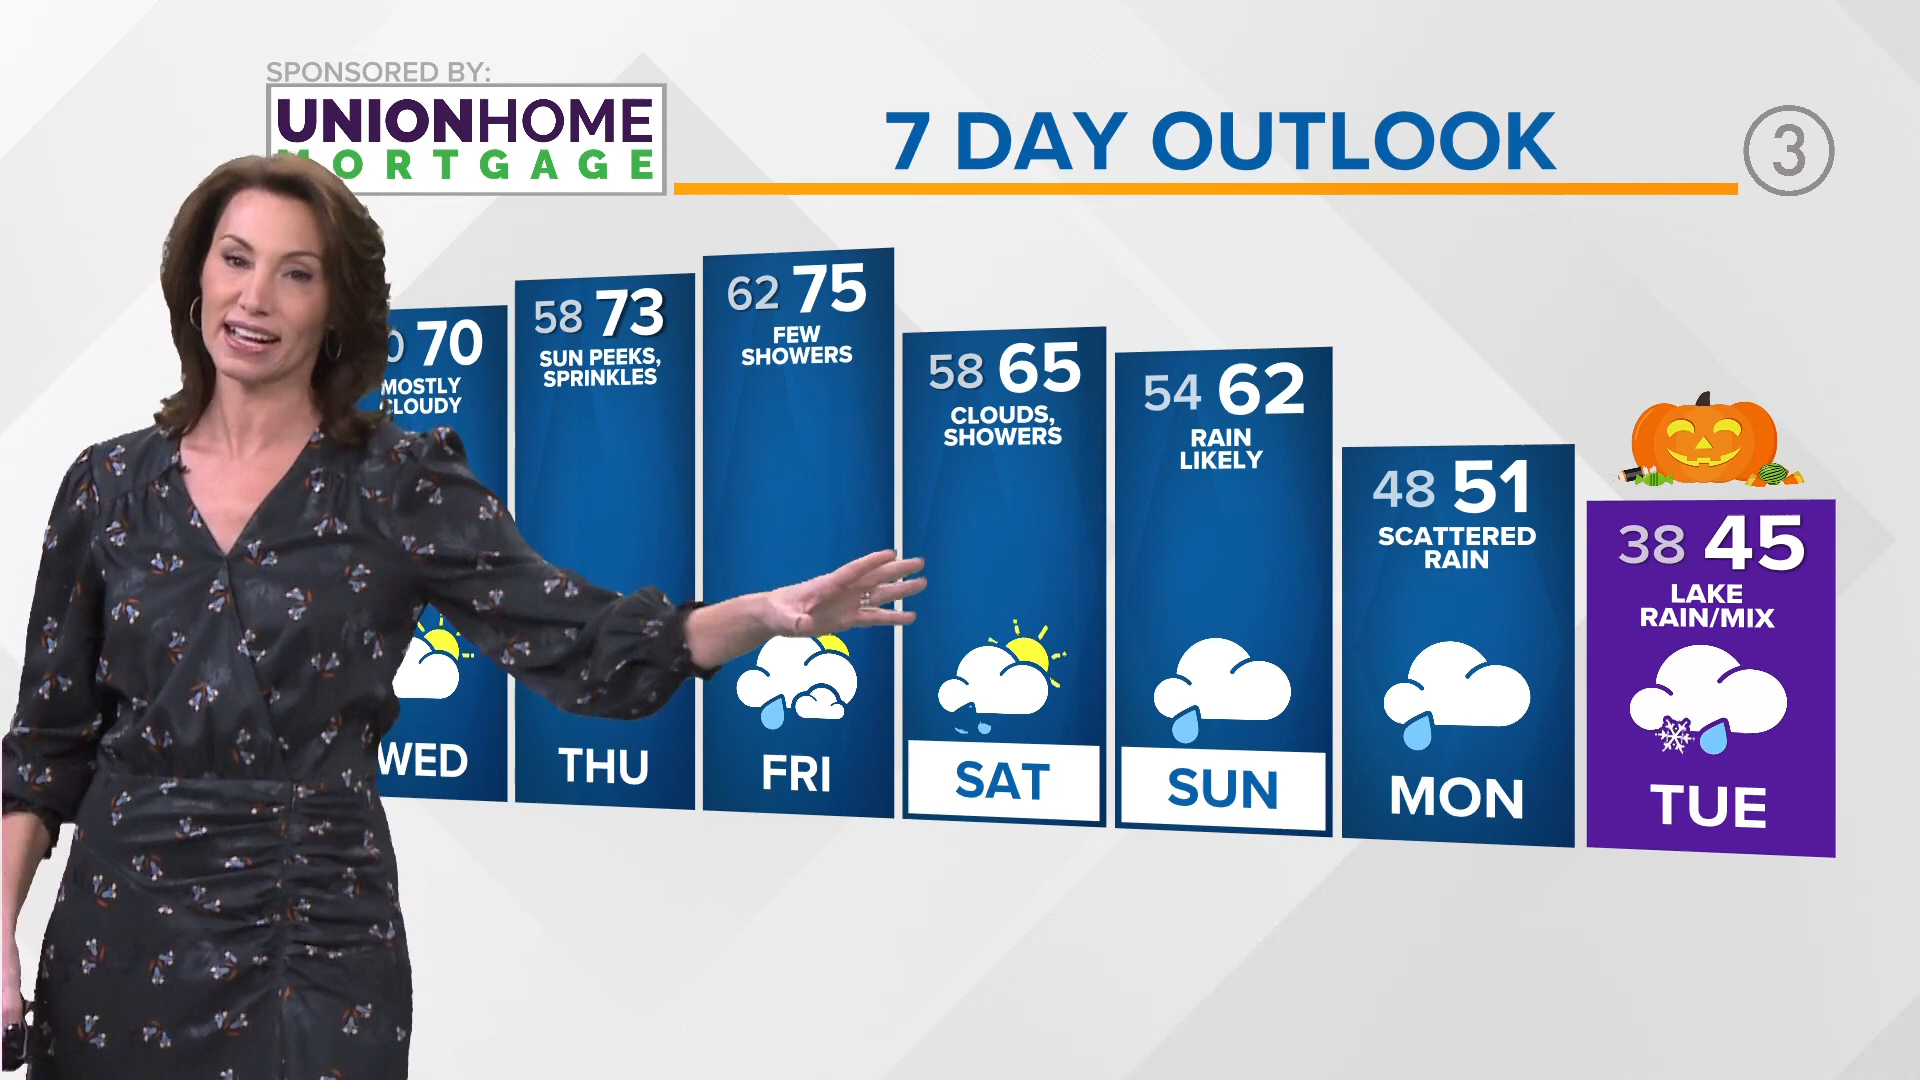 SPONSORED BY:
UNIONHOME
ORTGAGE
7 DAY OUTLOOK
3
70
MOSTLY
CLOUDY
WED
58 73
SUN PEEKS,
SPRINKLES
THU
62 75
FEW
SHOWERS
FRI
58 65
CLOUDS,
SHOWERS
SAT
54 62
RAIN
LIKELY
SUN
48 51
SCATTERED
RAIN
MON
38 45
LAKE
RAIN/MIX
TUE